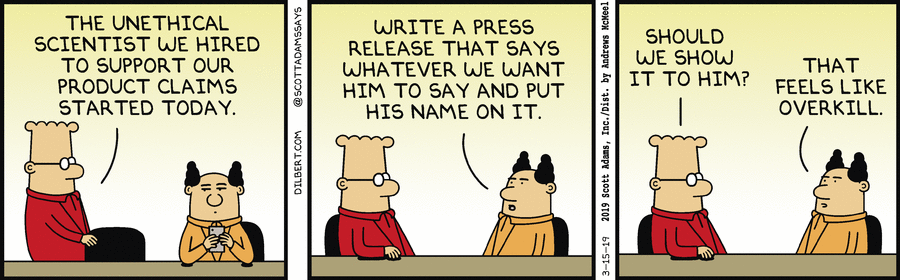 THE UNETHICAL
SCIENTIST WE HIRED
TO SUPPORT OUR
PRODUCT CLAIMS
STARTED TODAY.
DILBERT.COM @SCOTTADAMSSAYS
WRITE A PRESS
RELEASE THAT SAYS
WHATEVER WE WANT
HIM TO SAY AND PUT
HIS NAME ON IT.
3-15-19 2019 Scott Adams, Inc./Dist. by Andrews McMeel
SHOULD
WE SHOW
IT TO HIM?
THAT
FEELS LIKE
OVERKILL.